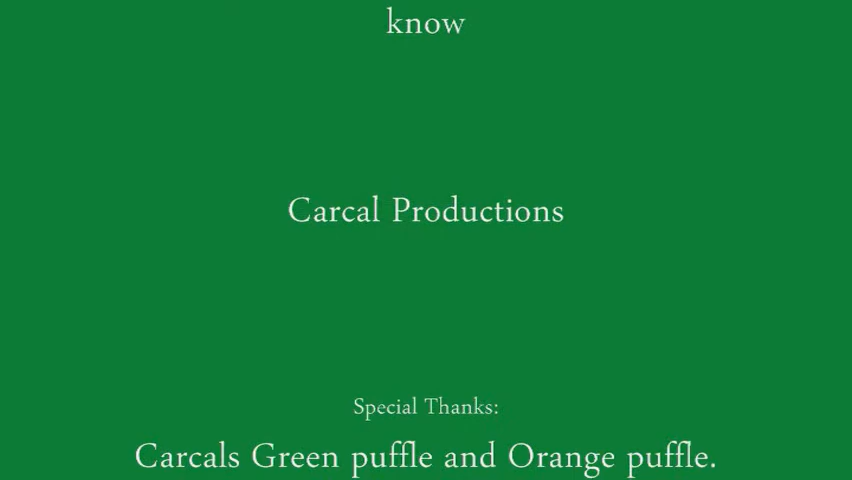 know
Carcal Productions
Special Thanks:
Carcals Green puffle and Orange puffle.